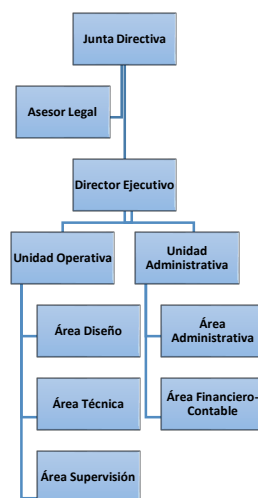 Junta Directiva
Asesor Legal
Director Ejecutivo
Unidad Operativa
Unidad
Administrativa
Área Diseño
Área
Administrativa
Área Técnica
Área Financiero-
Contable
Área Supervisión